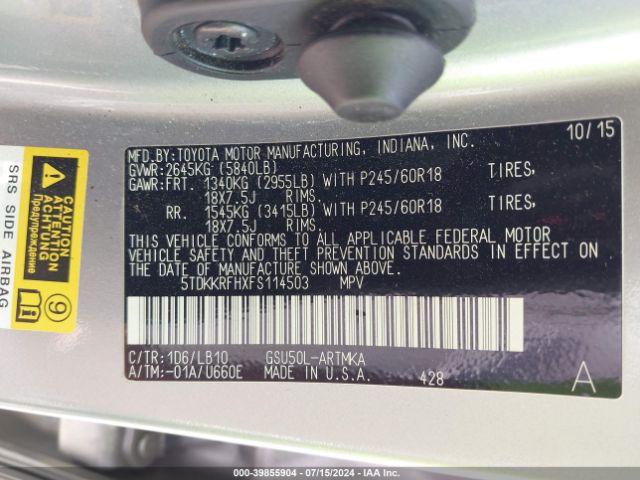 MFD.BY:TOYOTA MOTOR MANUFACTURING, INDIANA, INC. 10/15
GVWR:2645KG (5840LB)
GAWR:FRT. 1340KG (2955LB) WITH P245/60R18 TIRES,
18X7.5J RIMS.
RR. 1545KG (3415LB) WITH P245/60R18 TIRES,
18X7.5J RIMS.
THIS VEHICLE CONFORMS TO ALL APPLICABLE FEDERAL MOTOR
VEHICLE SAFETY AND THEFT PREVENTION STANDARDS IN EFFECT ON
THE DATE OF MANUFACTURE SHOWN ABOVE.
5TDKKRFHXFS114503 MPV
C/TR:1D6/LB10 GSU50L-ARTMKA
A/TM:-01A/U660E MADE IN U.S.A. 428 A
SRS SIDE AIRBAG
CAUTION
ATTENTION
ACHTUNG
Предупреждение
9
000-39855904 - 07/15/2024 - IAA Inc.